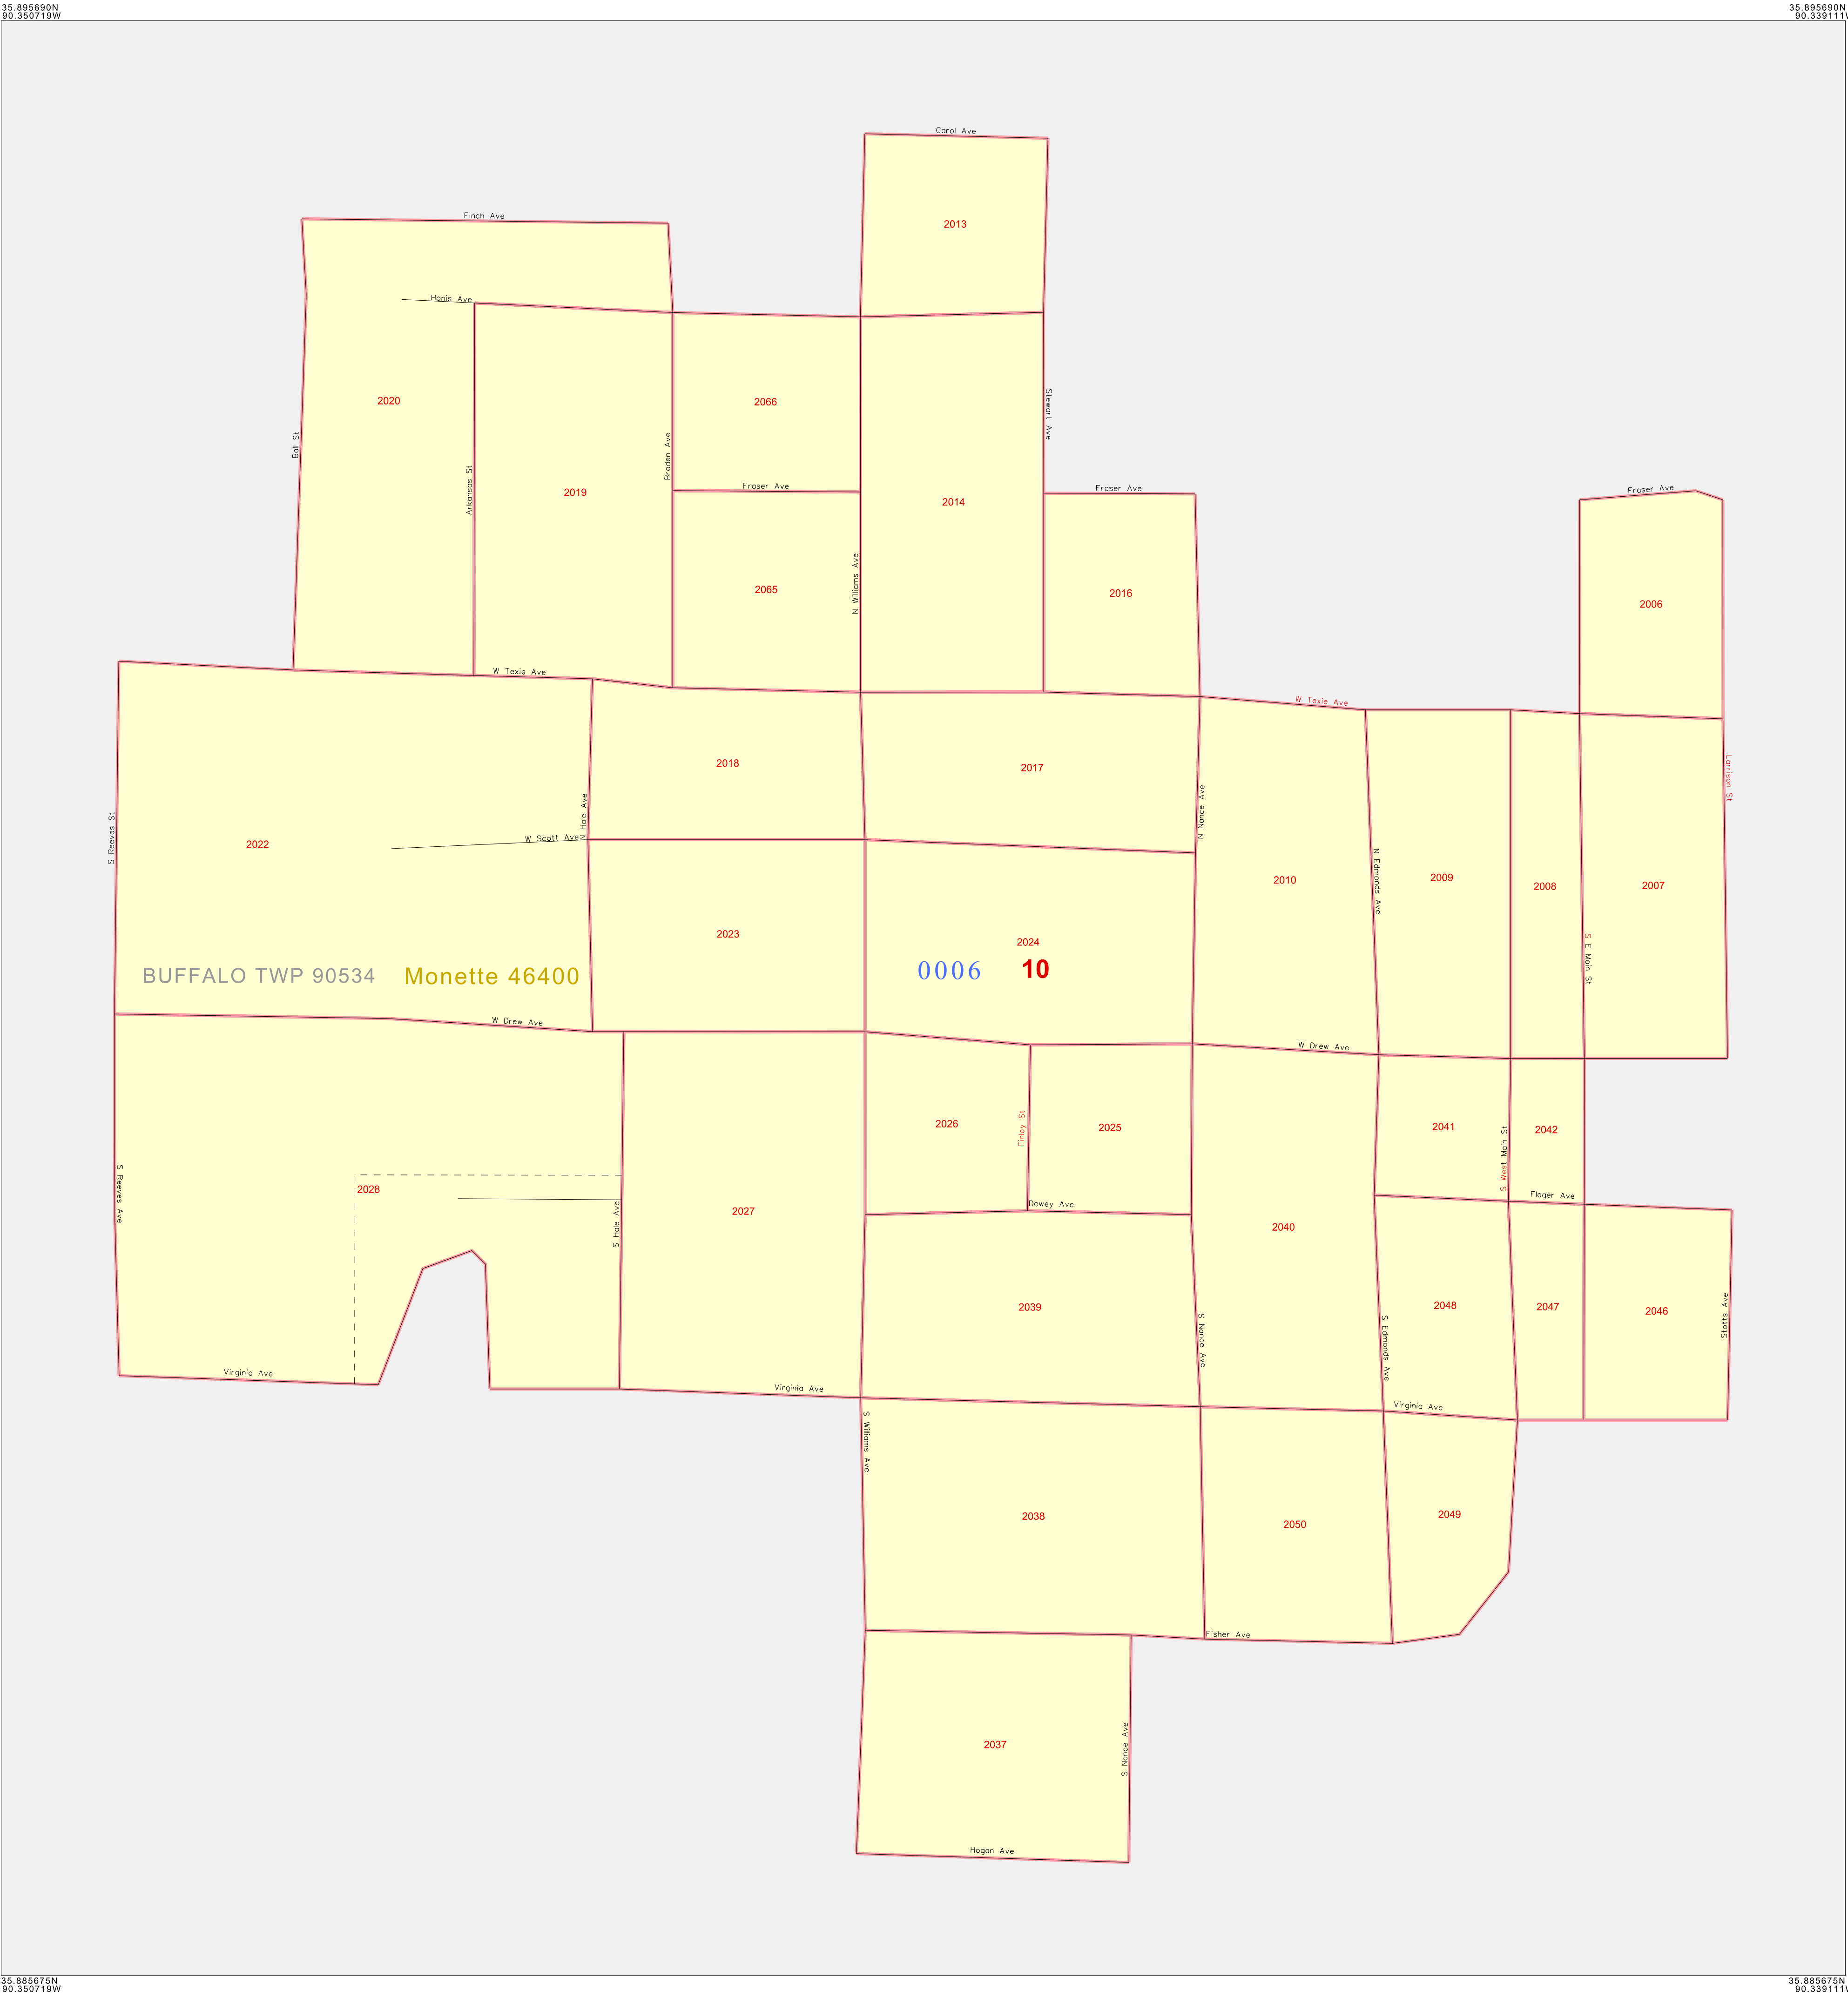 35.895690N
90.350719W
35.895690N
90.339111W
Carol Ave
Finch Ave
2013
Honis Ave
2020
2066
Stewart Ave
Ball St
Braden Ave
Arkansas St
2019
Fraser Ave
2014
Fraser Ave
Fraser Ave
N Williams Ave
2065
2016
2006
W Texie Ave
W Texie Ave
2018
2017
Larrison St
S Reeves St
N Hale Ave
N Nance Ave
W Scott Ave
2022
2010
N Edmonds Ave
2009
2008
2007
2023
2024
S E Main St
BUFFALO TWP 90534
Monette 46400
0006
10
W Drew Ave
W Drew Ave
2026
Finley St
2025
2041
2042
S West Main St
S Reeves Ave
2028
S Hale Ave
2027
Dewey Ave
Flager Ave
2040
2039
S Nance Ave
S Edmonds Ave
2048
2047
2046
Stotts Ave
Virginia Ave
Virginia Ave
Virginia Ave
S Williams Ave
2038
2050
2049
Fisher Ave
2037
S Nance Ave
Hogan Ave
35.885675N
90.350719W
35.885675N
90.339111W